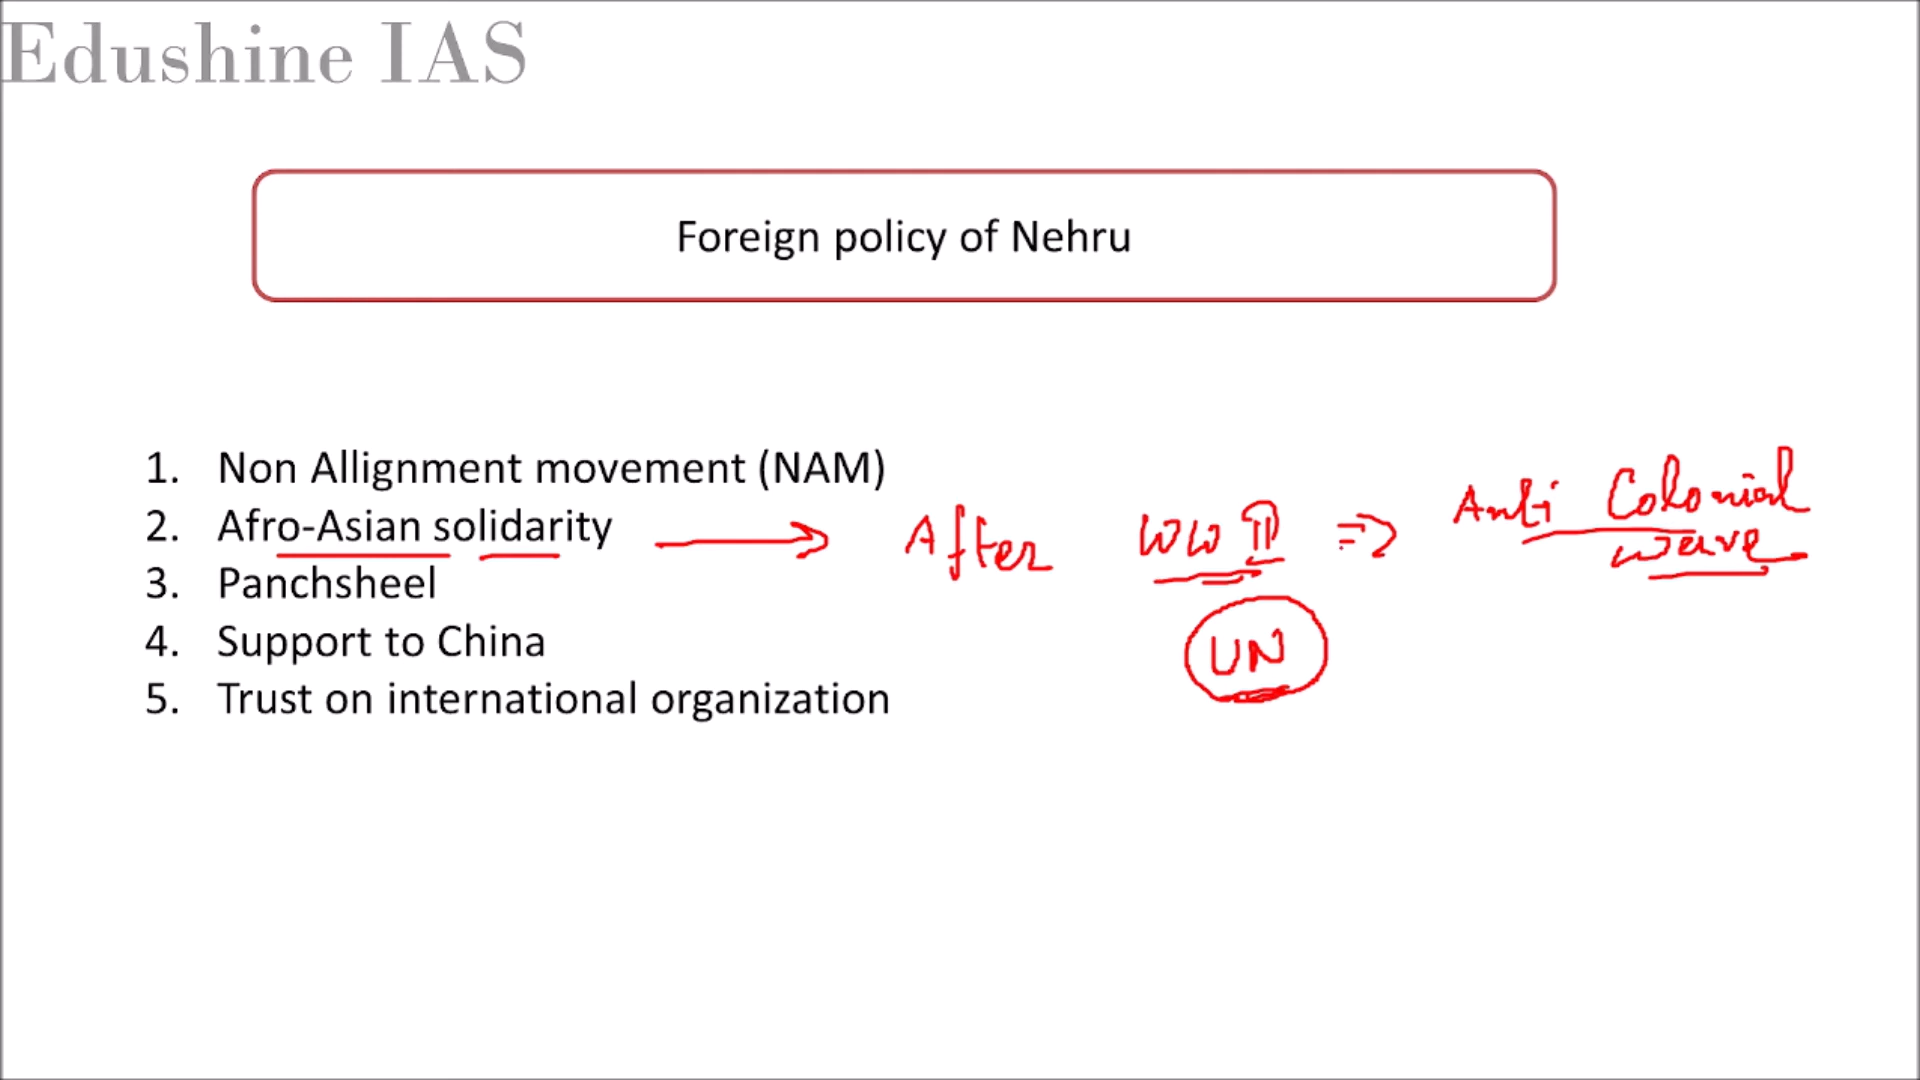 Edushine IAS
Foreign policy of Nehru
1. Non Allignment movement (NAM)
2. Afro-Asian solidarity → After WW II ⇒ Anti Colonial wave
3. Panchsheel
UN
4. Support to China
5. Trust on international organization